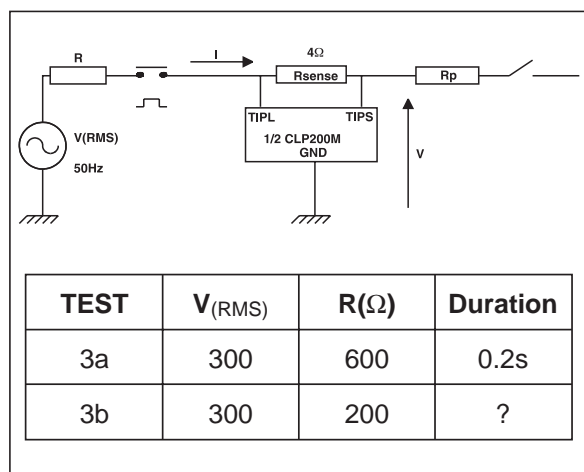 R
I
4Ω
Rsense
Rp
TIPL TIPS
V(RMS)
1/2 CLP200M
GND
V
50Hz
TEST V(RMS) R(Ω) Duration
3a 300 600 0.2s
3b 300 200 ?